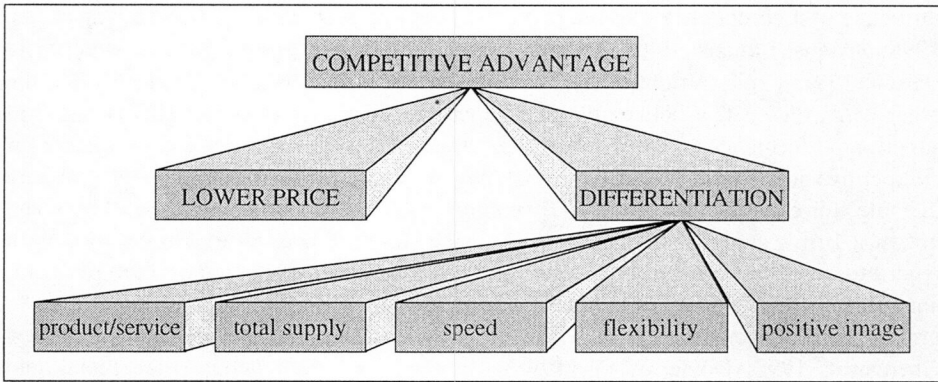 COMPETITIVE ADVANTAGE
LOWER PRICE
DIFFERENTIATION
product/service
total supply
speed
flexibility
positive image